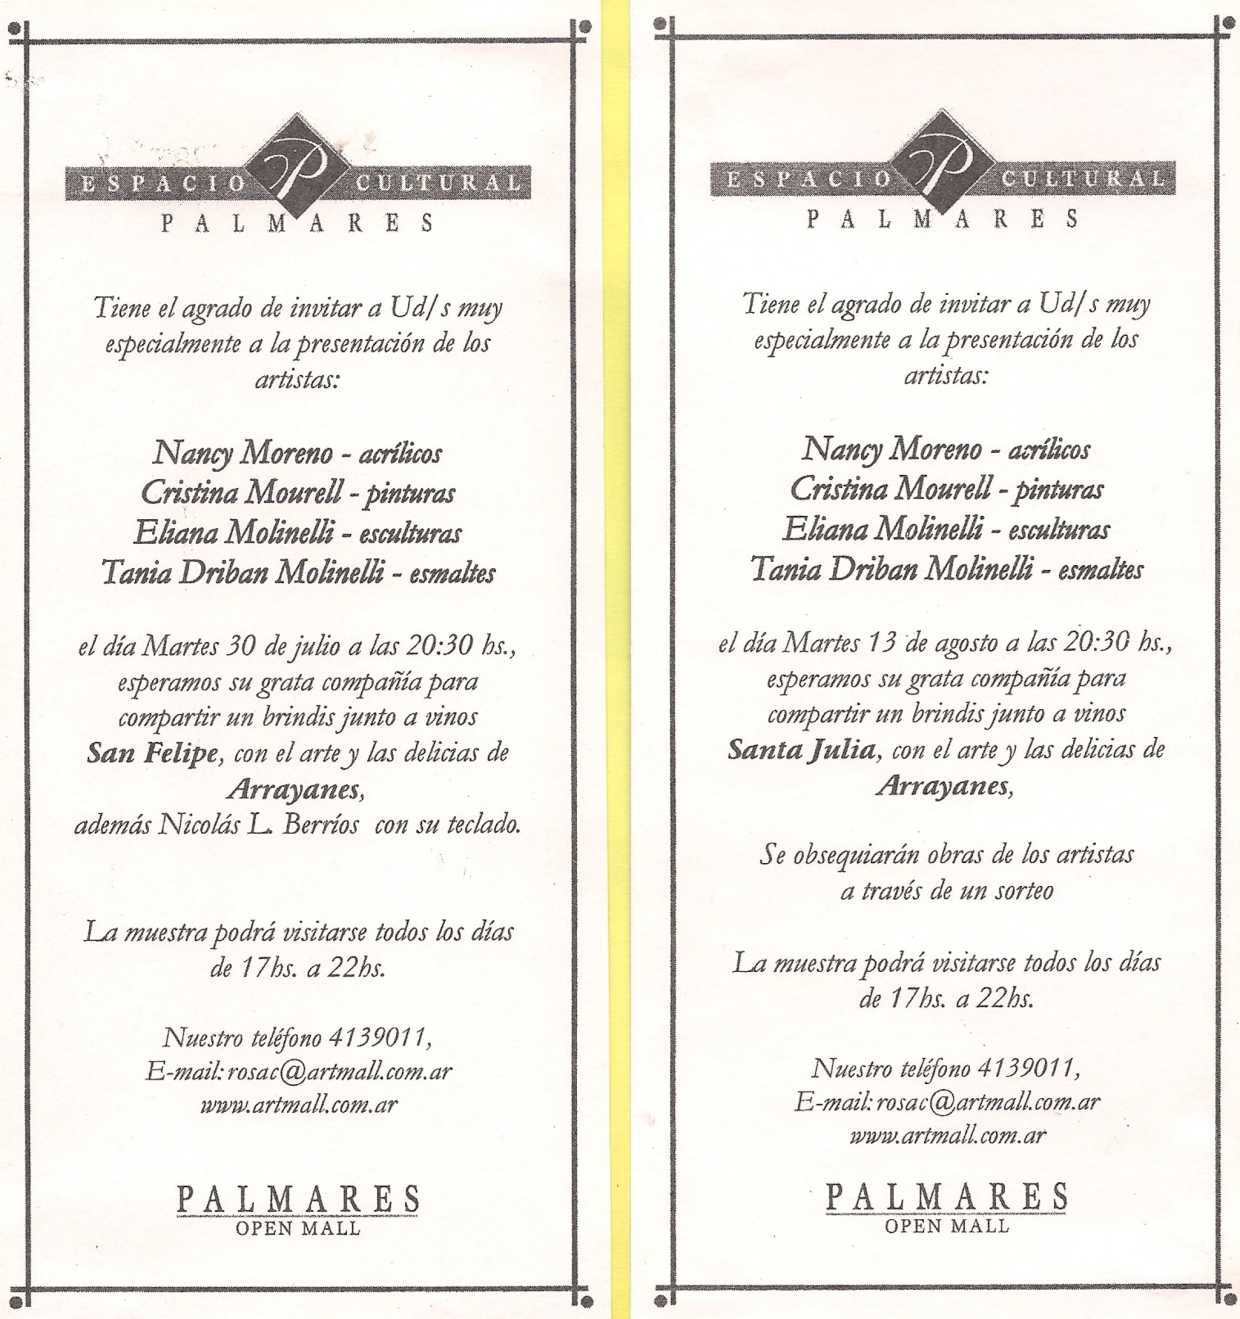 ESPACIO P CULTURAL
PALMARES
Tiene el agrado de invitar a Ud/s muy
especialmente a la presentación de los
artistas:
Nancy Moreno - acrílicos
Cristina Mourell - pinturas
Eliana Molinelli - esculturas
Tania Driban Molinelli - esmaltes
el día Martes 30 de julio a las 20:30 hs.,
esperamos su grata compañía para
compartir un brindis junto a vinos
San Felipe, con el arte y las delicias de
Arrayanes,
además Nicolás L. Berríos con su teclado.
La muestra podrá visitarse todos los días
de 17hs. a 22hs.
Nuestro teléfono 4139011,
E-mail: rosac@artmall.com.ar
www.artmall.com.ar
PALMARES
OPEN MALL
ESPACIO P CULTURAL
PALMARES
Tiene el agrado de invitar a Ud/s muy
especialmente a la presentación de los
artistas:
Nancy Moreno - acrílicos
Cristina Mourell - pinturas
Eliana Molinelli - esculturas
Tania Driban Molinelli - esmaltes
el día Martes 13 de agosto a las 20:30 hs.,
esperamos su grata compañía para
compartir un brindis junto a vinos
Santa Julia, con el arte y las delicias de
Arrayanes,
Se obsequiarán obras de los artistas
a través de un sorteo
La muestra podrá visitarse todos los días
de 17hs. a 22hs.
Nuestro teléfono 4139011,
E-mail: rosac@artmall.com.ar
www.artmall.com.ar
PALMARES
OPEN MALL